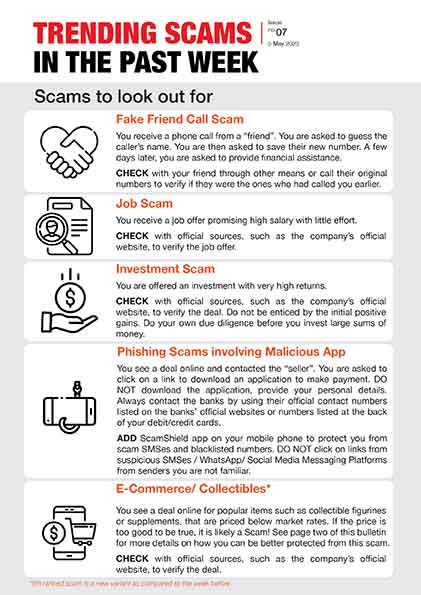 TRENDING SCAMS
IN THE PAST WEEK
Issue
no 07
5 May 2023
Scams to look out for
Fake Friend Call Scam
You receive a phone call from a “friend”. You are asked to guess the
caller’s name. You are then asked to save their new number. A few
days later, you are asked to provide financial assistance.
CHECK with your friend through other means or call their original
numbers to verify if they were the ones who had called you earlier.
Job Scam
You receive a job offer promising high salary with little effort.
CHECK with official sources, such as the company’s official
website, to verify the job offer.
Investment Scam
You are offered an investment with very high returns.
CHECK with official sources, such as the company’s official
website, to verify the deal. Do not be enticed by the initial positive
gains. Do your own due diligence before you invest large sums of
money.
Phishing Scams involving Malicious App
You see a deal online and contacted the “seller”. You are asked to
click on a link to download an application to make payment. DO
NOT download the application, provide your personal details.
Always contact the banks by using their official contact numbers
listed on the banks’ official websites or numbers listed at the back
of your debit/credit cards.
ADD ScamShield app on your mobile phone to protect you from
scam SMSes and blacklisted numbers. DO NOT click on links from
suspicious SMSes / WhatsApp/ Social Media Messaging Platforms
from senders you are not familiar.
E-Commerce/ Collectibles*
You see a deal online for popular items such as collectible figurines
or supplements, that are priced below market rates. If the price is
too good to be true, it is likely a Scam! See page two of this bulletin
for more details on how you can be better protected from this scam.
CHECK with official sources, such as the company’s official
website, to verify the deal.
ranked scam is a new variant as compared to the week before.